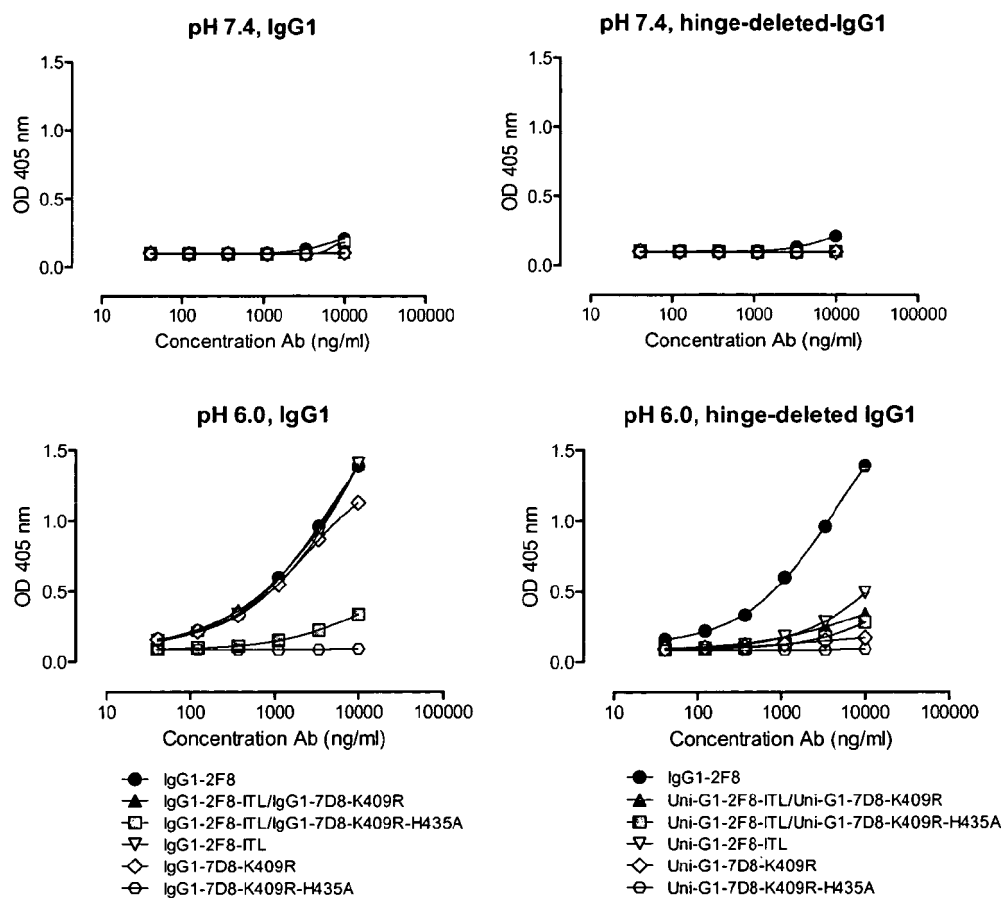 pH 7.4, IgG1
1.5
1.0
0.5
0.0
OD 405 nm
10 100 1000 10000 100000
Concentration Ab (ng/ml)
pH 7.4, hinge-deleted-IgG1
1.5
1.0
0.5
0.0
OD 405 nm
10 100 1000 10000 100000
Concentration Ab (ng/ml)
pH 6.0, IgG1
1.5
1.0
0.5
0.0
OD 405 nm
10 100 1000 10000 100000
Concentration Ab (ng/ml)
IgG1-2F8
IgG1-2F8-ITL/IgG1-7D8-K409R
IgG1-2F8-ITL/IgG1-7D8-K409R-H435A
IgG1-2F8-ITL
IgG1-7D8-K409R
IgG1-7D8-K409R-H435A
pH 6.0, hinge-deleted IgG1
1.5
1.0
0.5
0.0
OD 405 nm
10 100 1000 10000 100000
Concentration Ab (ng/ml)
IgG1-2F8
Uni-G1-2F8-ITL/Uni-G1-7D8-K409R
Uni-G1-2F8-ITL/Uni-G1-7D8-K409R-H435A
Uni-G1-2F8-ITL
Uni-G1-7D8-K409R
Uni-G1-7D8-K409R-H435A